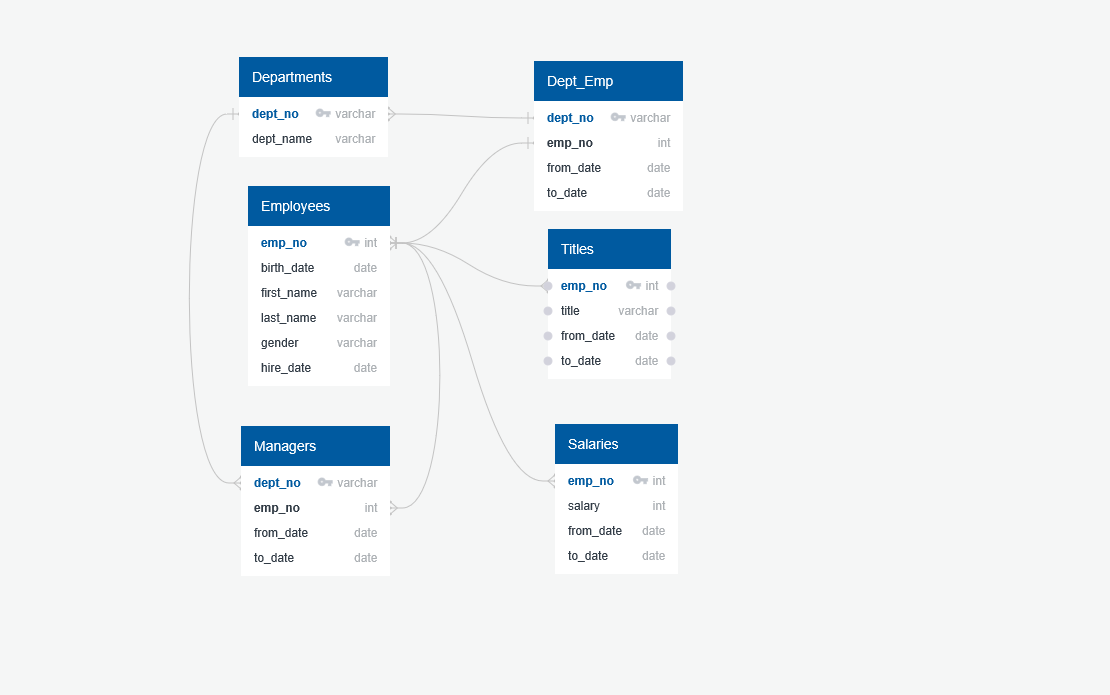 Departments
dept_no varchar
dept_name varchar
Dept_Emp
dept_no varchar
emp_no int
from_date date
to_date date
Employees
emp_no int
birth_date date
first_name varchar
last_name varchar
gender varchar
hire_date date
Titles
emp_no int
title varchar
from_date date
to_date date
Managers
dept_no varchar
emp_no int
from_date date
to_date date
Salaries
emp_no int
salary int
from_date date
to_date date